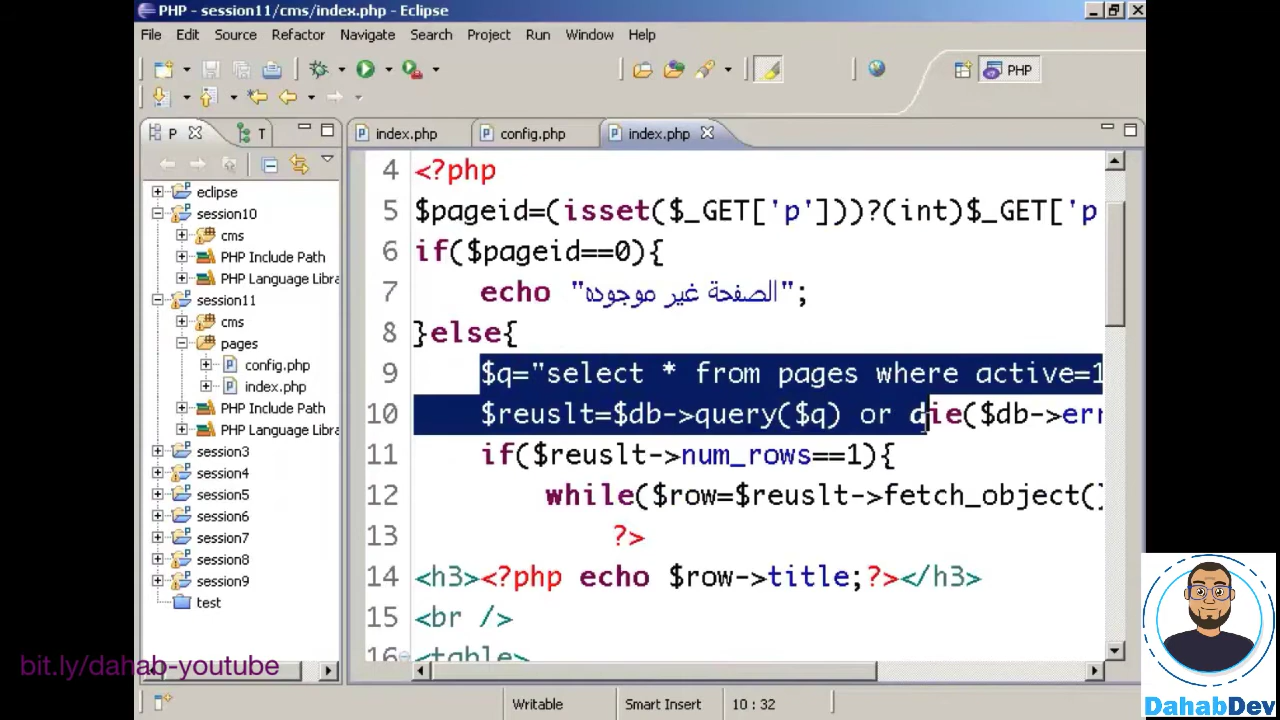 PHP - session11/cms/index.php - Eclipse
File Edit Source Refactor Navigate Search Project Run Window Help
PHP
P T index.php config.php index.php
eclipse
session10
cms
PHP Include Path
PHP Language Libra
session11
cms
pages
config.php
index.php
PHP Include Path
PHP Language Libra
session3
session4
session5
session6
session7
session8
session9
test
4 <?php
5 $pageid=(isset($_GET['p']))?(int)$_GET['p
6 if($pageid==0){
7 echo "الصفحة غير موجوده";
8 }else{
9 $q="select * from pages where active=1
10 $reuslt=$db->query($q) or die($db->err
11 if($reuslt->num_rows==1){
12 while($row=$reuslt->fetch_object()
13 ?>
14 <h3><?php echo $row->title;?></h3>
15 <br />
16 <table>
bit.ly/dahab-youtube
Writable Smart Insert 10 : 32
DahabDev